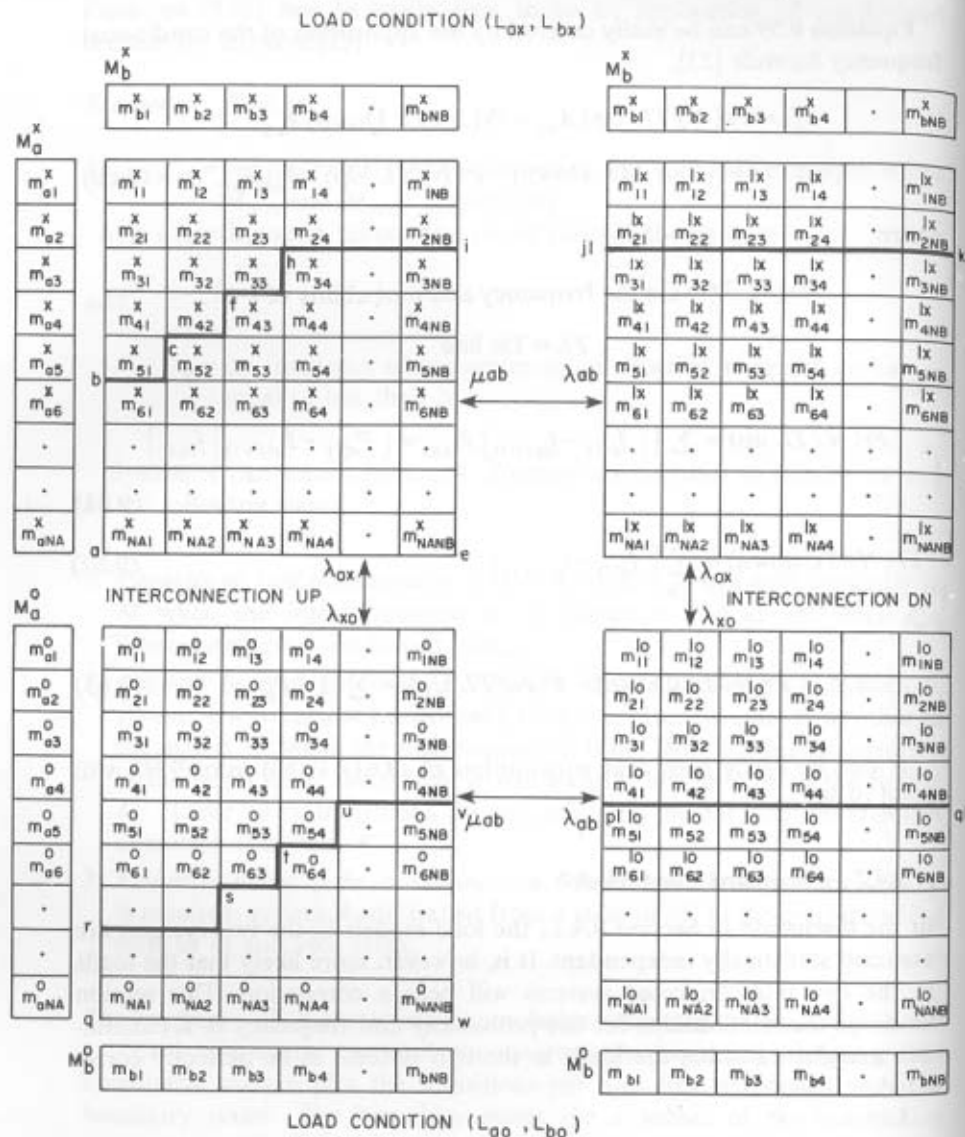 LOAD CONDITION (L_ax, L_bx)
M_b^x M_b^x
m_b1^x m_b2^x m_b3^x m_b4^x . m_bNB^x m_b1^x m_b2^x m_b3^x m_b4^x . m_bNB^x
M_a^x
m_a1^x m_11^x m_12^x m_13^x m_14^x . m_1NB^x m_11^lx m_12^lx m_13^lx m_14^lx . m_1NB^lx
m_a2^x m_21^x m_22^x m_23^x m_24^x . m_2NB^x i m_21^lx m_22^lx m_23^lx m_24^lx . m_2NB^lx
m_a3^x m_31^x m_32^x m_33^x h m_34^x . m_3NB^x jl m_31^lx m_32^lx m_33^lx m_34^lx . m_3NB^lx k
m_a4^x m_41^x m_42^x f m_43^x m_44^x . m_4NB^x m_41^lx m_42^lx m_43^lx m_44^lx . m_4NB^lx
m_a5^x b m_51^x c m_52^x m_53^x m_54^x . m_5NB^x m_51^lx m_52^lx m_53^lx m_54^lx . m_5NB^lx
μ_ab λ_ab
m_a6^x m_61^x m_62^x m_63^x m_64^x . m_6NB^x m_61^lx m_62^lx m_63^lx m_64^lx . m_6NB^lx
. . . . . . . . . . . . .
. . . . . . . . . . . . .
m_aNA^x a m_NA1^x m_NA2^x m_NA3^x m_NA4^x . m_NANB^x e m_NA1^lx m_NA2^lx m_NA3^lx m_NA4^lx . m_NANB^lx
λ_ax λ_ax
INTERCONNECTION UP INTERCONNECTION DN
M_a^o λ_xo λ_xo
m_a1^o m_11^o m_12^o m_13^o m_14^o . m_1NB^o m_11^lo m_12^lo m_13^lo m_14^lo . m_1NB^lo
m_a2^o m_21^o m_22^o m_23^o m_24^o . m_2NB^o m_21^lo m_22^lo m_23^lo m_24^lo . m_2NB^lo
m_a3^o m_31^o m_32^o m_33^o m_34^o . m_3NB^o m_31^lo m_32^lo m_33^lo m_34^lo . m_3NB^lo
m_a4^o m_41^o m_42^o m_43^o m_44^o . m_4NB^o m_41^lo m_42^lo m_43^lo m_44^lo . m_4NB^lo
m_a5^o m_51^o m_52^o m_53^o m_54^o u . m_5NB^o v μ_ab λ_ab pl m_51^lo m_52^lo m_53^lo m_54^lo . m_5NB^lo q
m_a6^o m_61^o m_62^o m_63^o t m_64^o . m_6NB^o m_61^lo m_62^lo m_63^lo m_64^lo . m_6NB^lo
. . . s . . . . . . . . . .
. r . . . . . . . . . . . .
m_aNA^o q m_NA1^o m_NA2^o m_NA3^o m_NA4^o . m_NANB^o w m_NA1^lo m_NA2^lo m_NA3^lo m_NA4^lo . m_NANB^lo
M_b^o m_b1^o m_b2^o m_b3^o m_b4^o . m_bNB^o M_b^o m_b1^o m_b2^o m_b3^o m_b4^o . m_bNB^o
LOAD CONDITION (L_ao, L_bo)